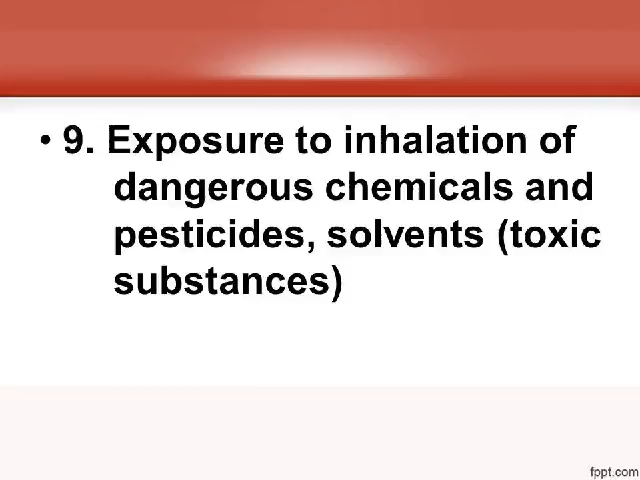 • 9. Exposure to inhalation of
dangerous chemicals and
pesticides, solvents (toxic
substances)
fppt.com